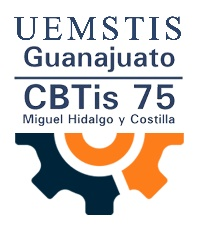 UEMSTIS
Guanajuato
CBTis 75
Miguel Hidalgo y Costilla